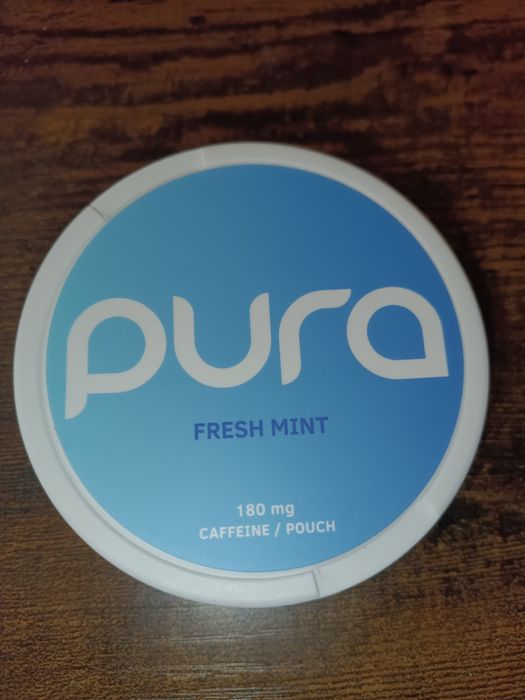 pura
FRESH MINT
180 mg
CAFFEINE / POUCH